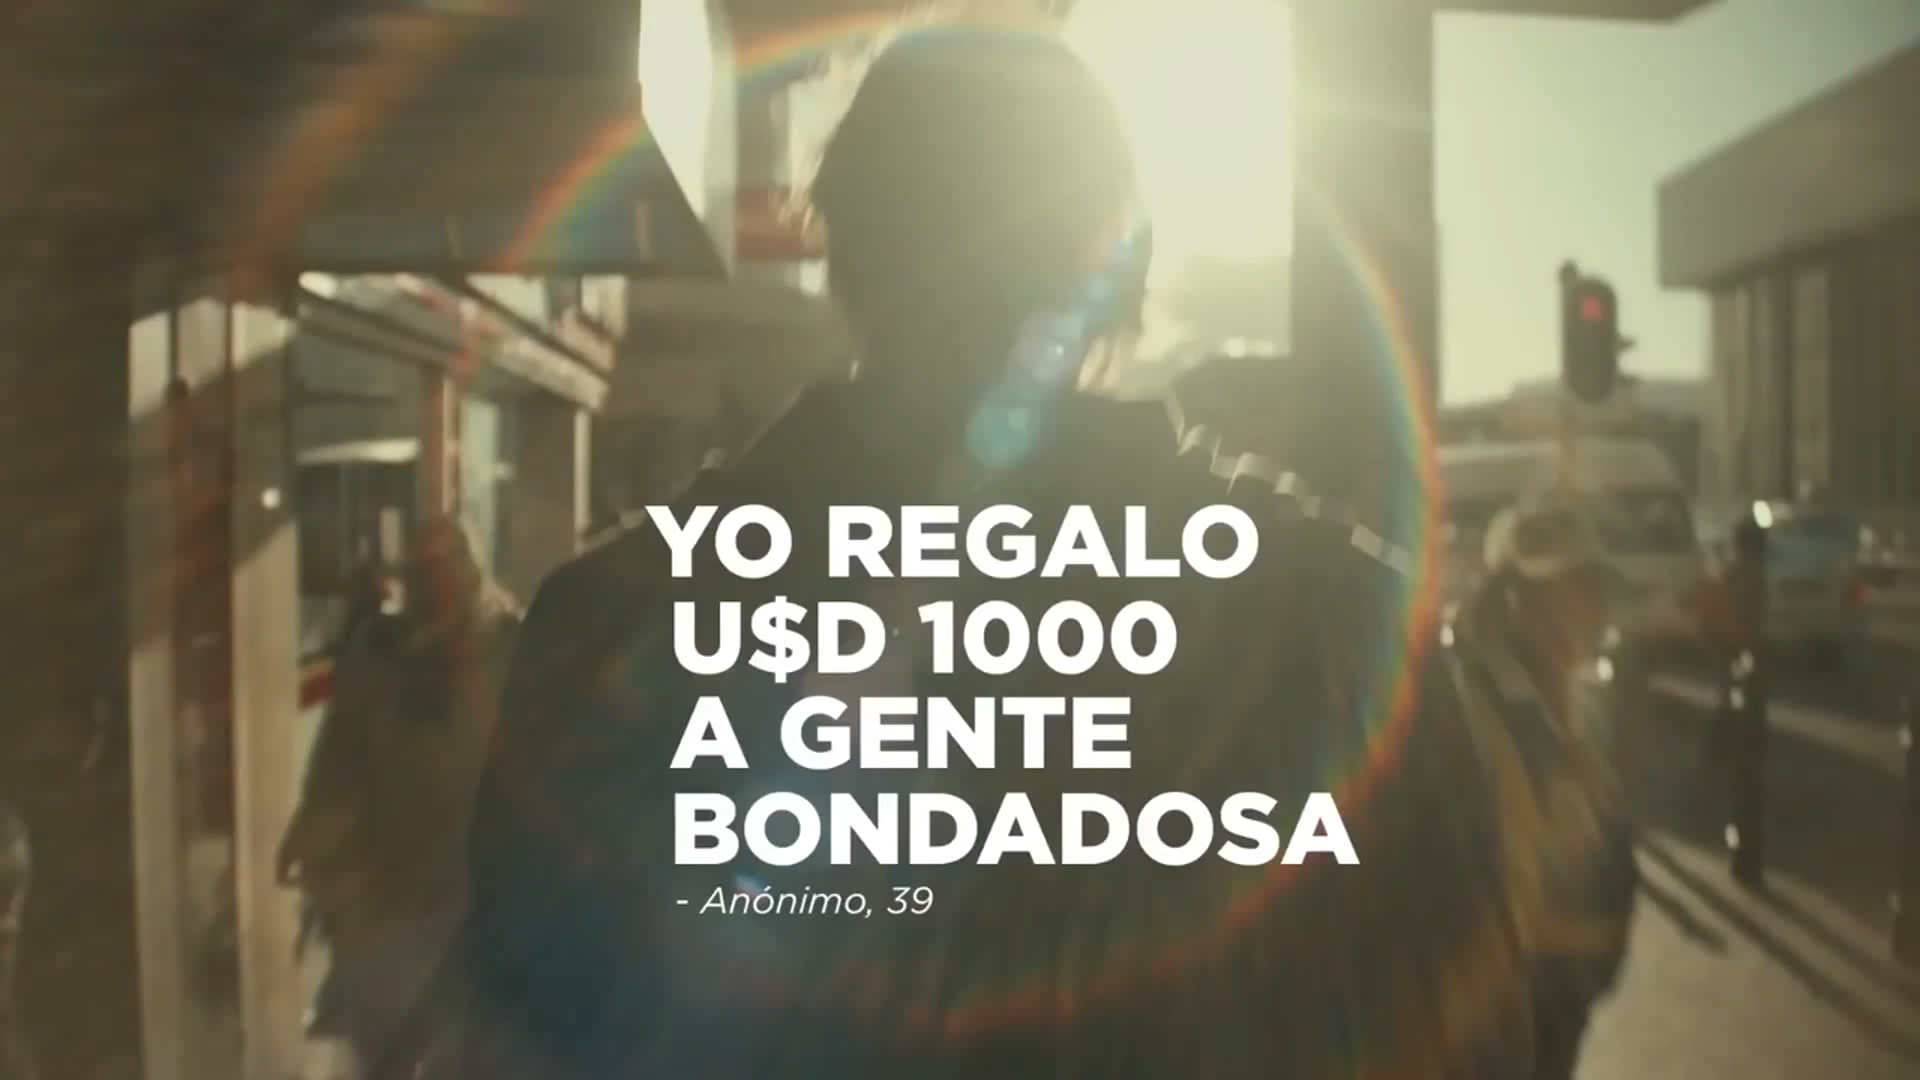 YO REGALO
U$D 1000
A GENTE
BONDADOSA
- Anónimo, 39